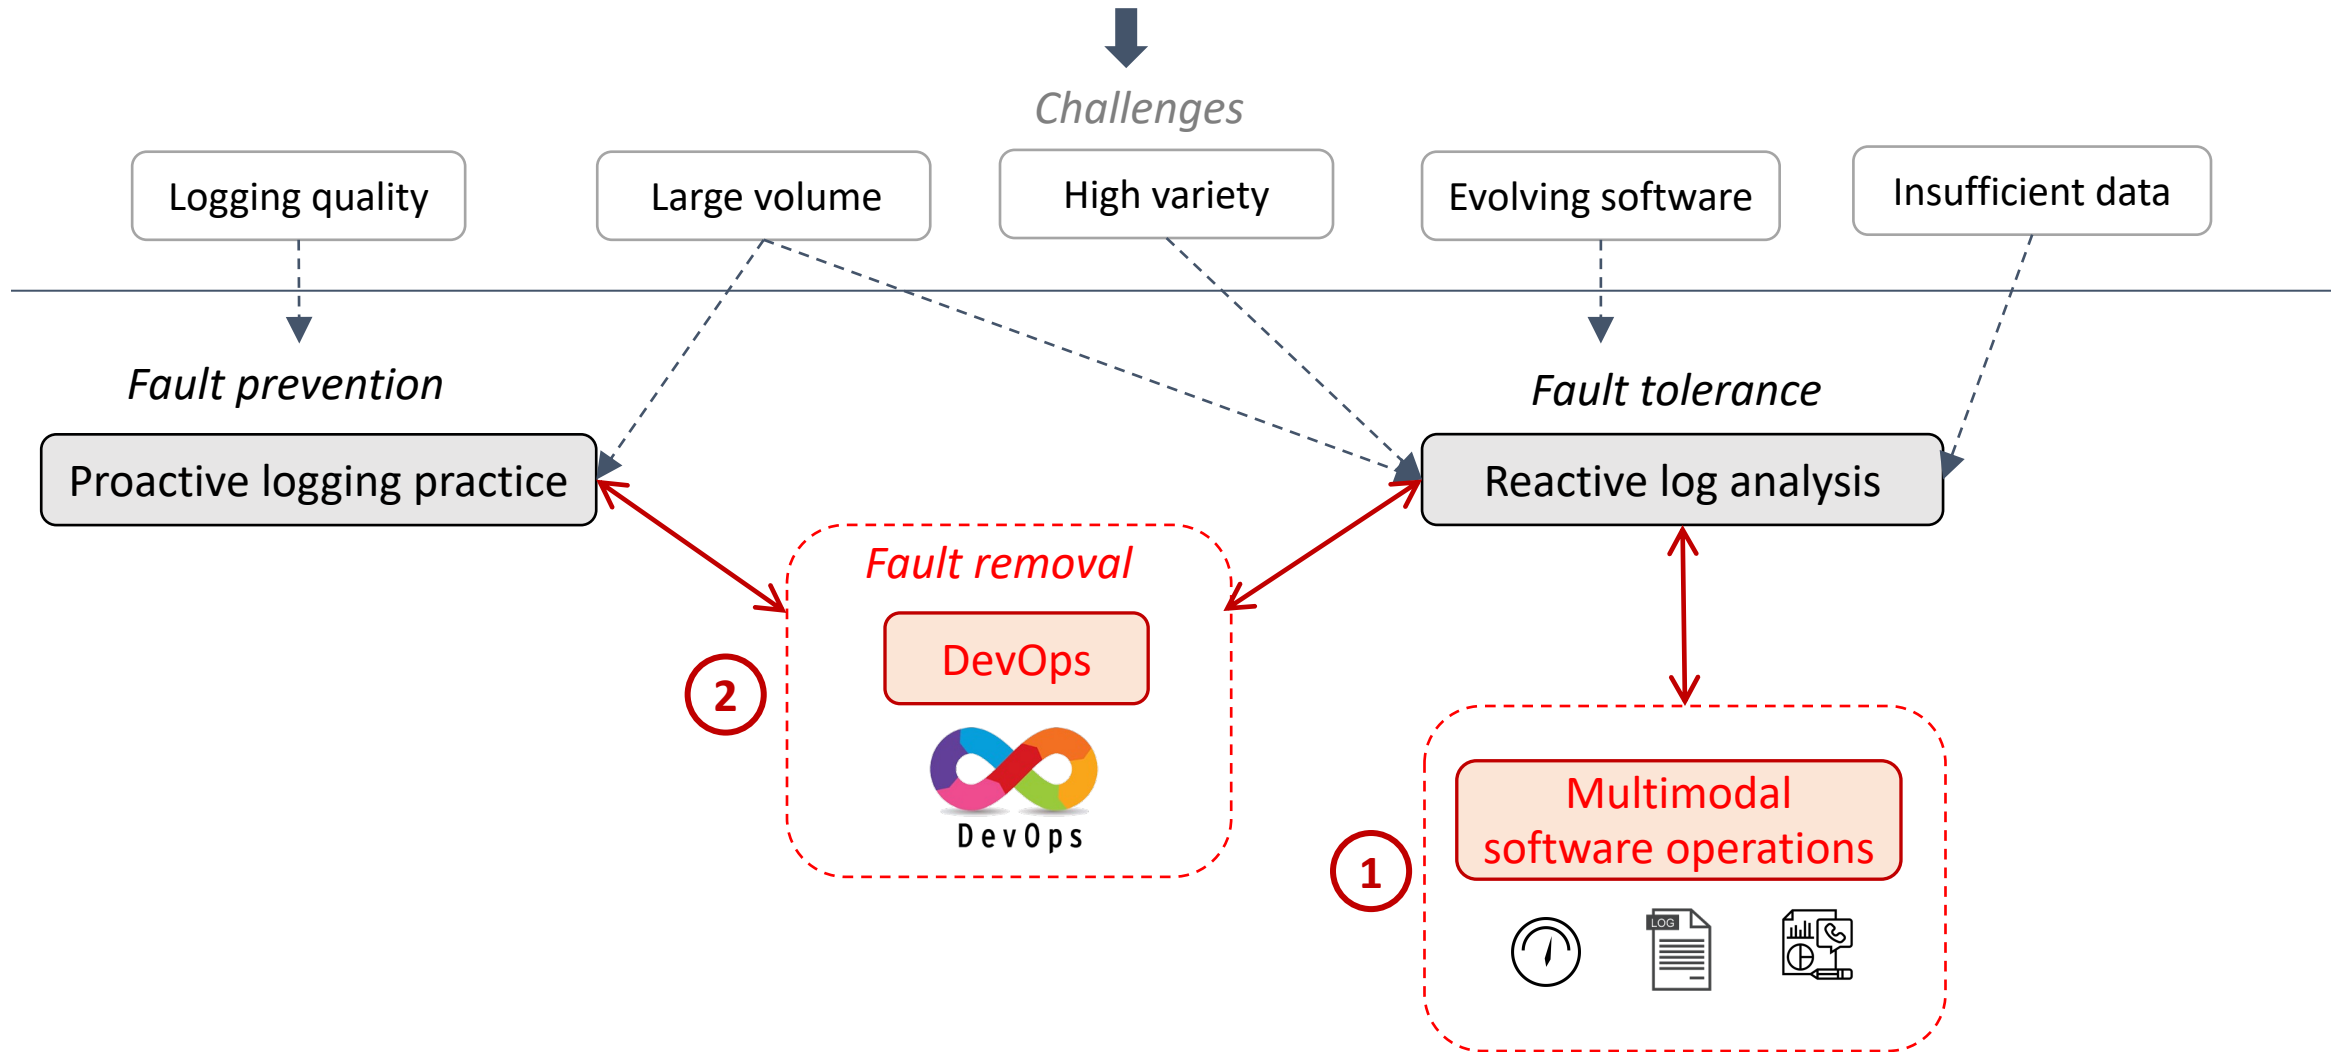 Challenges
Logging quality
Large volume
High variety
Evolving software
Insufficient data
Fault prevention
Fault tolerance
Proactive logging practice
Reactive log analysis
Fault removal
DevOps
2
DevOps
Multimodal
software operations
1
LOG